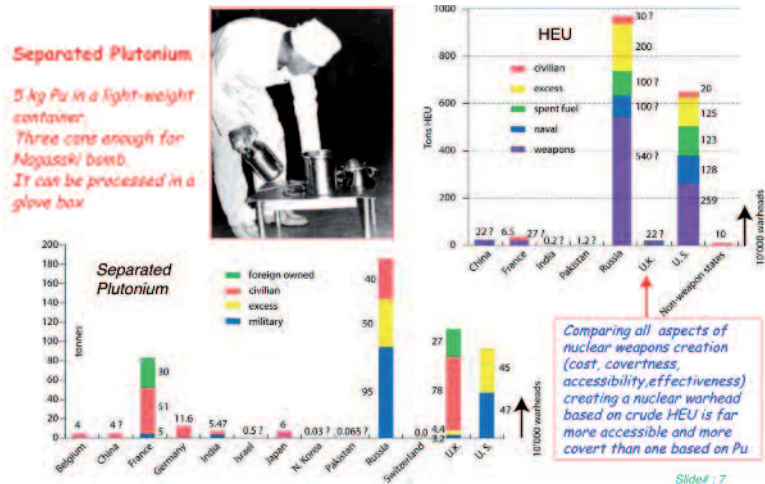 Separated Plutonium
5 kg Pu in a light-weight
container.
Three cans enough for
Nagasaki bomb.
It can be processed in a
glove box
HEU
Tons HEU
1000
800
600
400
200
0
civilian
excess
spent fuel
naval
weapons
22 ?
6.5
27 ?
0.2 ?
1.2 ?
30 ?
200
100 ?
100 ?
540 ?
22 ?
20
125
123
128
259
10
10'000 warheads
China
France
India
Pakistan
Russia
U.K.
U.S.
Non-weapon states
Separated
Plutonium
tonnes
200
180
160
140
120
100
80
60
40
20
0
foreign owned
civilian
excess
military
4
4 ?
30
51
5
11.6
5.47
0.5 ?
6
0.03 ?
0.065 ?
40
50
95
0.0
27
78
4.4
3.2
45
47
10'000 warheads
Belgium
China
France
Germany
India
Israel
Japan
N. Korea
Pakistan
Russia
Switzerland
U.K.
U.S.
Comparing all aspects of
nuclear weapons creation
(cost, covertness,
accessibility,effectiveness)
creating a nuclear warhead
based on crude HEU is far
more accessible and more
covert than one based on Pu
Slide# : 7